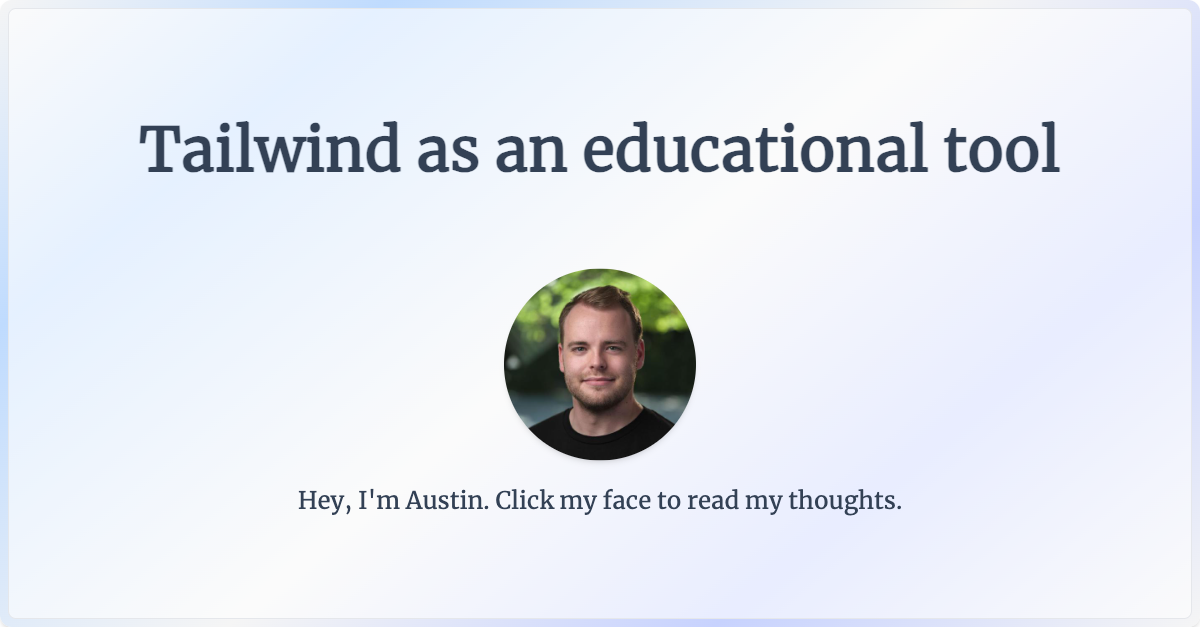 Tailwind as an educational tool
Hey, I'm Austin. Click my face to read my thoughts.